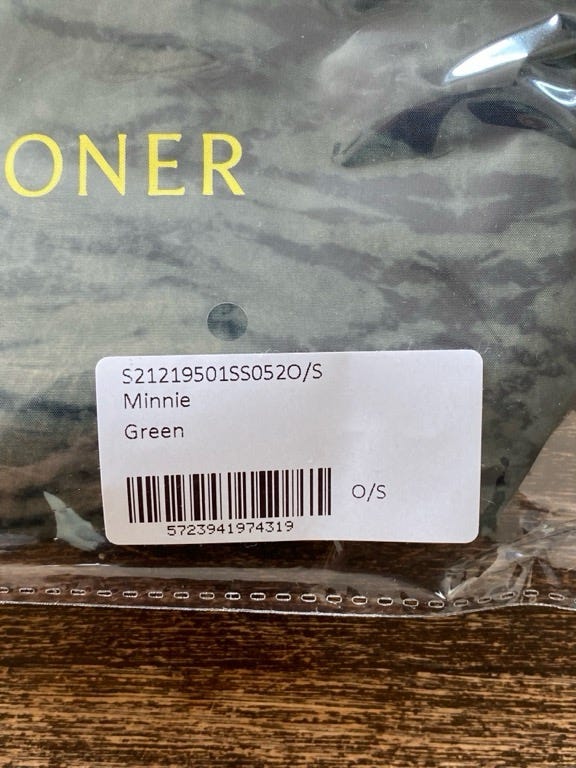 ONER
S21219501SS052O/S
Minnie
Green
O/S
5723941974319